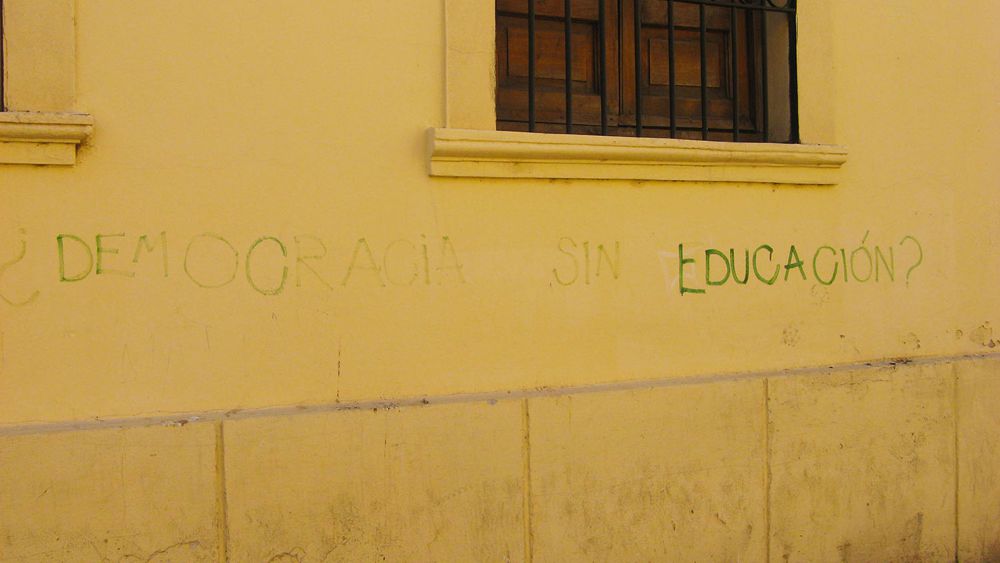 ¿DEMOCRACiA SIN EDUCACIÓN?